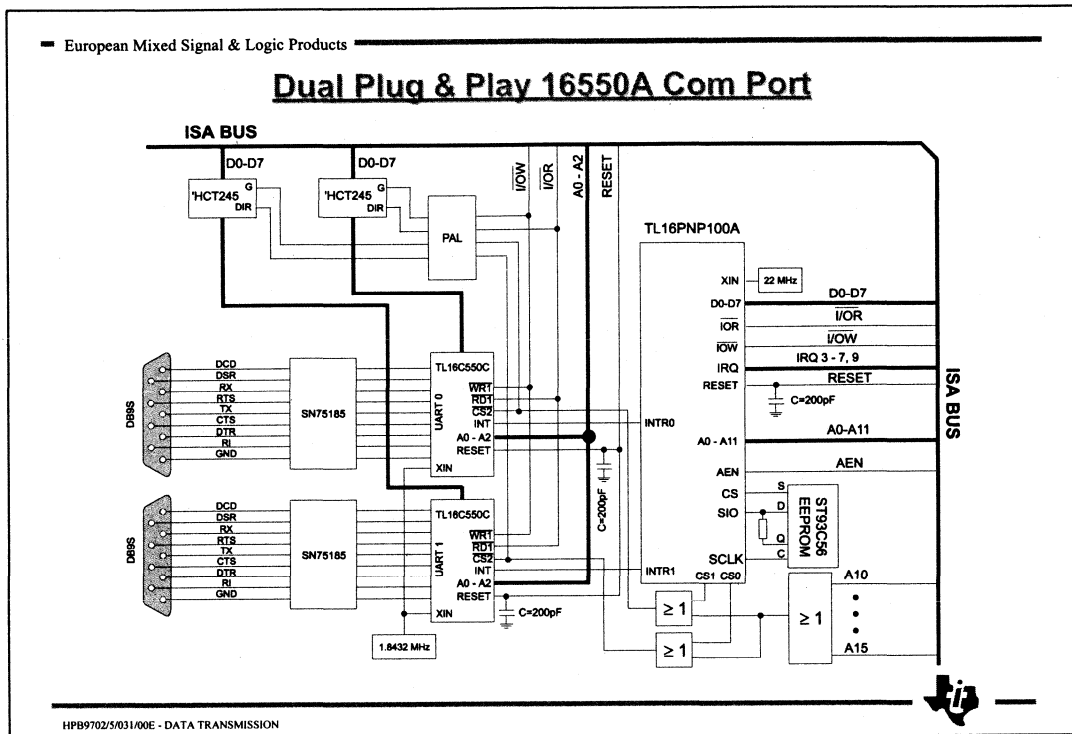 European Mixed Signal & Logic Products
Dual Plug & Play 16550A Com Port
ISA BUS
D0-D7
D0-D7
I/OW
I/OR
A0 - A2
RESET
'HCT245
G
DIR
'HCT245
G
DIR
PAL
TL16PNP100A
XIN
22 MHz
D0-D7
D0-D7
IOR
I/OR
IOW
I/OW
IRQ
IRQ 3 - 7, 9
RESET
RESET
C=200pF
A0 - A11
A0-A11
AEN
AEN
CS
S
SIO
D
Q
SCLK
C
ST93C56
EEPROM
CS1 CS0
INTR0
INTR1
ISA BUS
DB9S
DCD
DSR
RX
RTS
TX
CTS
DTR
RI
GND
SN75185
TL16C550C
UART 0
WR1
RD1
CS2
INT
A0 - A2
RESET
XIN
C=200pF
DB9S
DCD
DSR
RX
RTS
TX
CTS
DTR
RI
GND
SN75185
TL16C550C
UART 1
WR1
RD1
CS2
INT
A0 - A2
RESET
XIN
C=200pF
1.8432 MHz
≥ 1
≥ 1
≥ 1
A10
A15
ti
HPB9702/5/031/00E - DATA TRANSMISSION